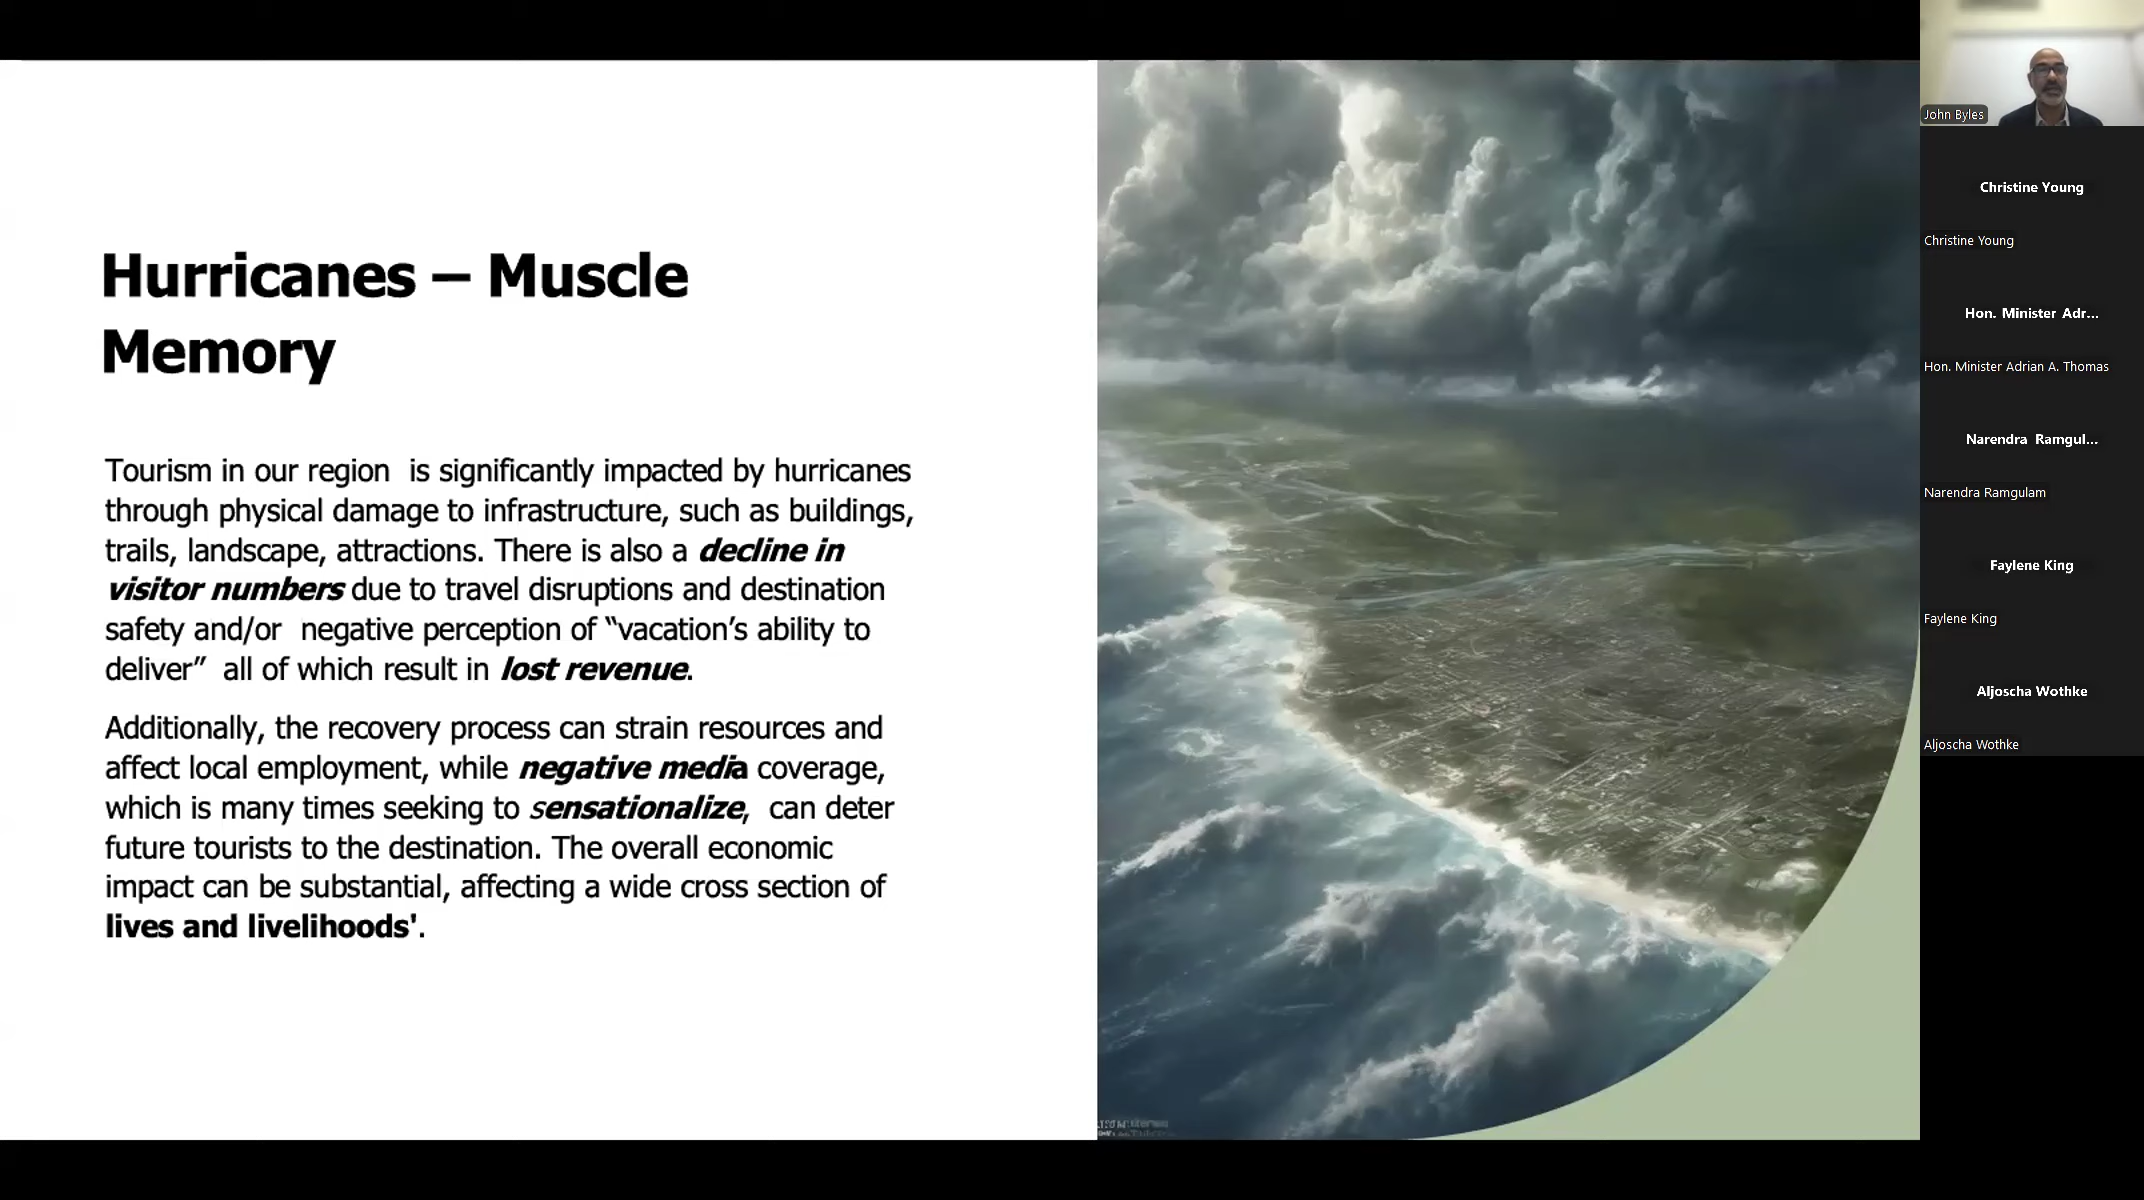 Hurricanes – Muscle
Memory
Tourism in our region is significantly impacted by hurricanes
through physical damage to infrastructure, such as buildings,
trails, landscape, attractions. There is also a decline in
visitor numbers due to travel disruptions and destination
safety and/or negative perception of “vacation’s ability to
deliver” all of which result in lost revenue.
Additionally, the recovery process can strain resources and
affect local employment, while negative media coverage,
which is many times seeking to sensationalize, can deter
future tourists to the destination. The overall economic
impact can be substantial, affecting a wide cross section of
lives and livelihoods'.
John Byles
Christine Young
Christine Young
Hon. Minister Adr...
Hon. Minister Adrian A. Thomas
Narendra Ramgul...
Narendra Ramgulam
Faylene King
Faylene King
Aljoscha Wothke
Aljoscha Wothke